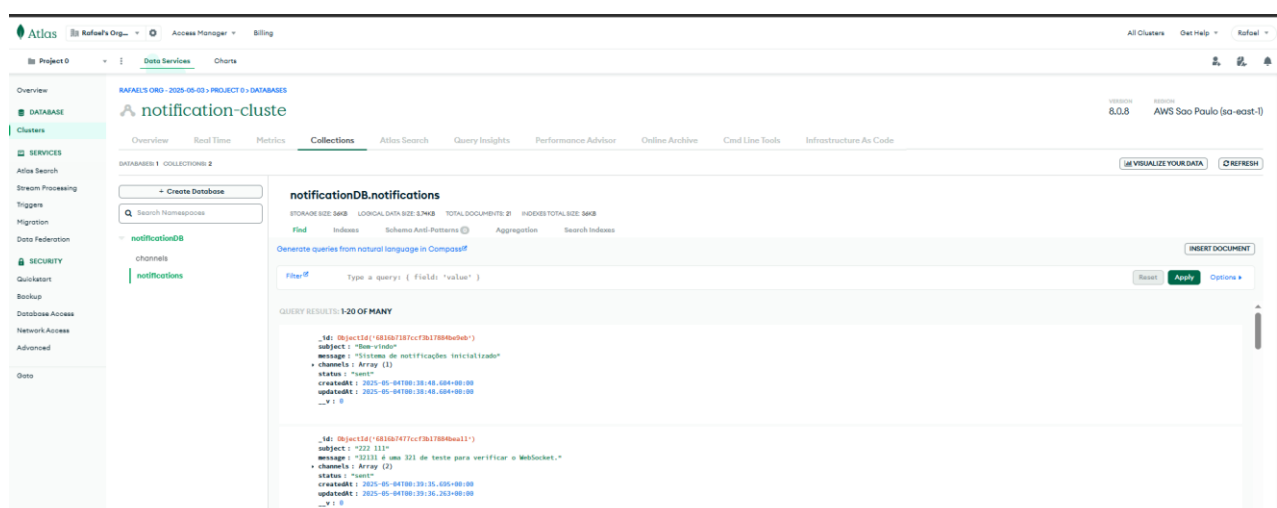 Atlas Rafael's Org... Access Manager Billing All Clusters Get Help Rafael
Project 0 Data Services Charts
Overview
DATABASE
Clusters
SERVICES
Atlas Search
Stream Processing
Triggers
Migration
Data Federation
SECURITY
Quickstart
Backup
Database Access
Network Access
Advanced
Goto
RAFAEL'S ORG - 2025-05-03 > PROJECT 0 > DATABASES
notification-cluste
VERSION REGION
8.0.8 AWS Sao Paulo (sa-east-1)
Overview Real Time Metrics Collections Atlas Search Query Insights Performance Advisor Online Archive Cmd Line Tools Infrastructure As Code
DATABASES: 1 COLLECTIONS: 2
VISUALIZE YOUR DATA REFRESH
+ Create Database
Search Namespaces
notificationDB
channels
notifications
notificationDB.notifications
STORAGE SIZE: 36KB LOGICAL DATA SIZE: 3.74KB TOTAL DOCUMENTS: 21 INDEXES TOTAL SIZE: 36KB
Find Indexes Schema Anti-Patterns Aggregation Search Indexes
Generate queries from natural language in Compass
INSERT DOCUMENT
Filter Type a query: { field: 'value' } Reset Apply Options
QUERY RESULTS: 1-20 OF MANY
_id: ObjectId('6816b7187ccf3b17884be9eb')
subject : "Bem-vindo"
message : "Sistema de notificações inicializado"
channels : Array (1)
status : "sent"
createdAt : 2025-05-04T00:38:48.604+00:00
updatedAt : 2025-05-04T00:38:48.604+00:00
__v : 0
_id: ObjectId('6816b7477ccf3b17884bea11')
subject : "222 111"
message : "32131 é uma 321 de teste para verificar o WebSocket."
channels : Array (2)
status : "sent"
createdAt : 2025-05-04T00:39:35.695+00:00
updatedAt : 2025-05-04T00:39:36.263+00:00
__v : 0